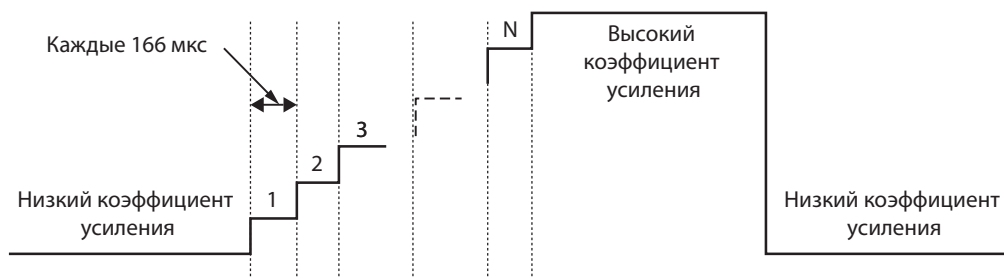 Каждые 166 мкс
N
Высокий
коэффициент
усиления
3
2
1
Низкий коэффициент
усиления
Низкий коэффициент
усиления